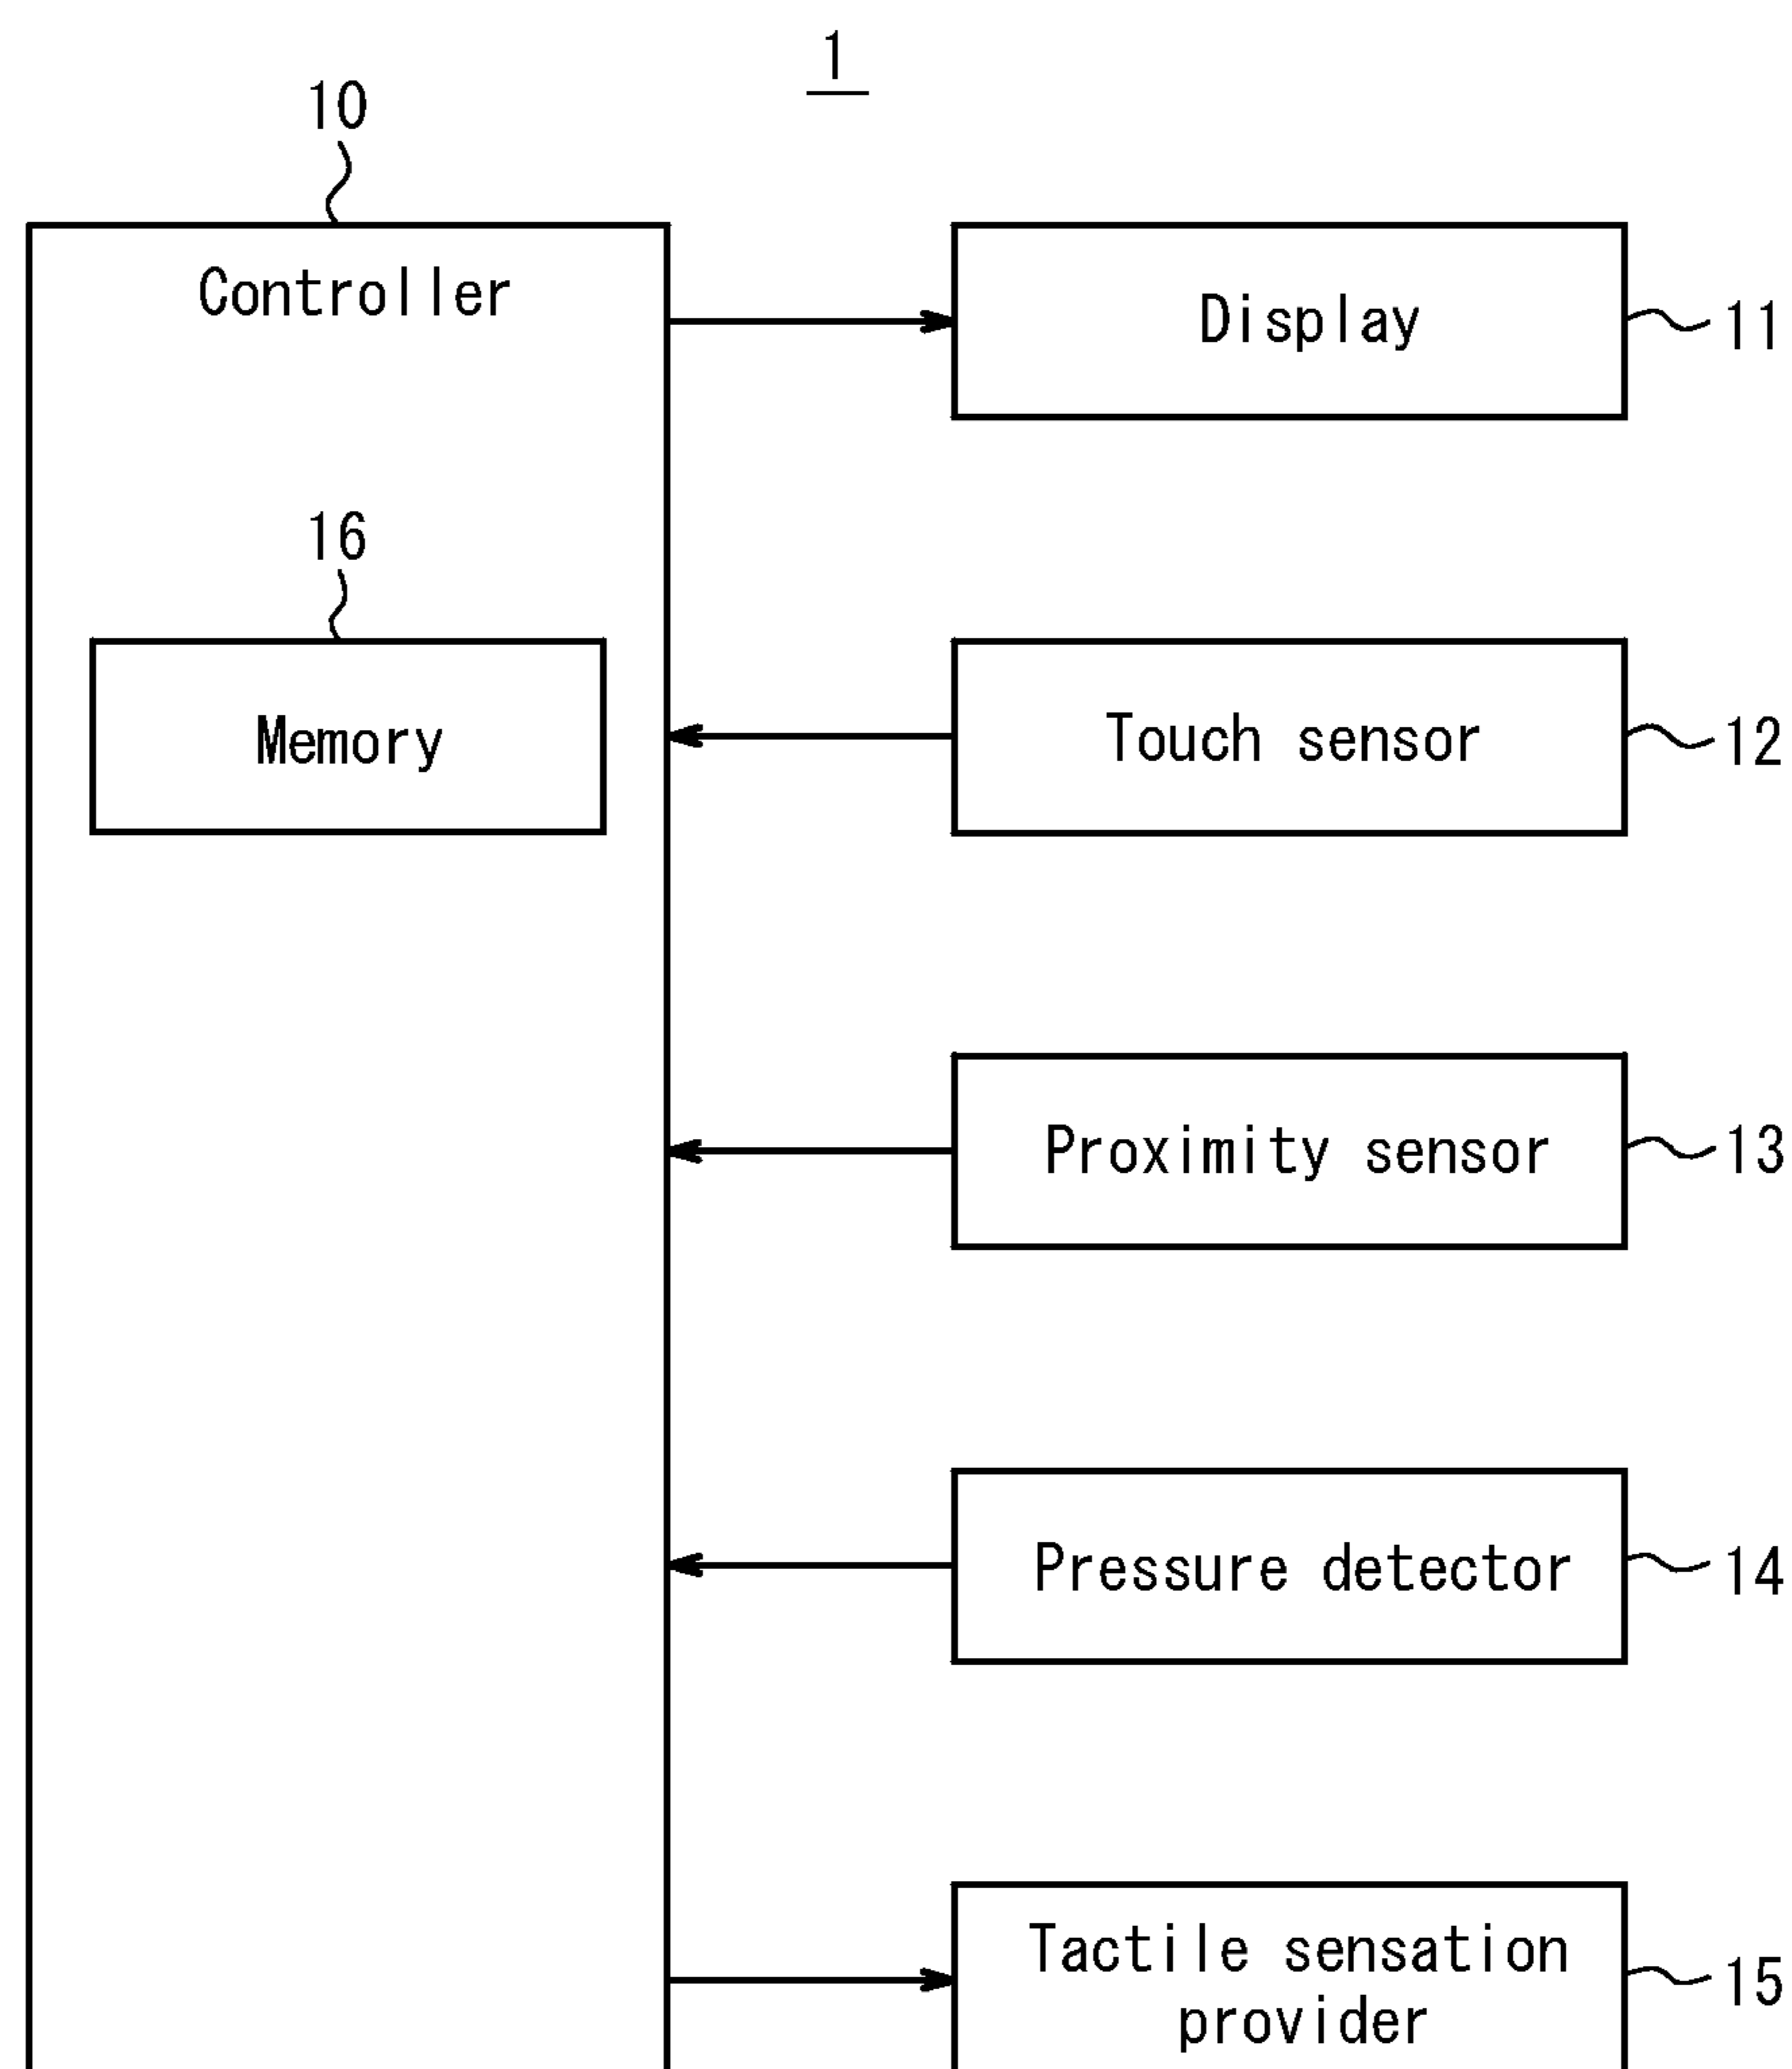 1
10
Controller
Display
11
16
Memory
Touch sensor
12
Proximity sensor
13
Pressure detector
14
Tactile sensation
provider
15